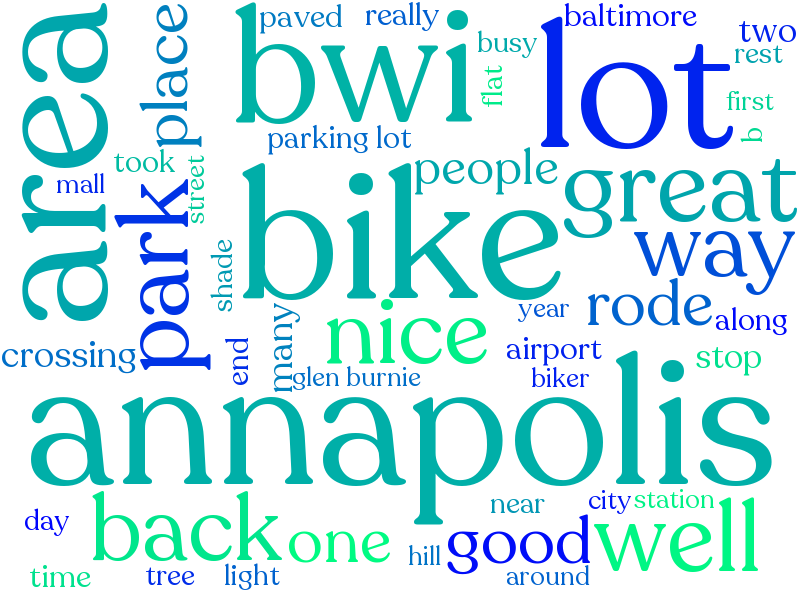 area
bwi
lot
paved
really
baltimore
two
place
busy
rest
flat
first
parking lot
b
took
people
great
mall
street
park
bike
way
shade
rode
year
along
nice
many
crossing
end
airport
stop
glen burnie
biker
annapolis
back
one
near
city
station
well
day
good
hill
time
tree
light
around